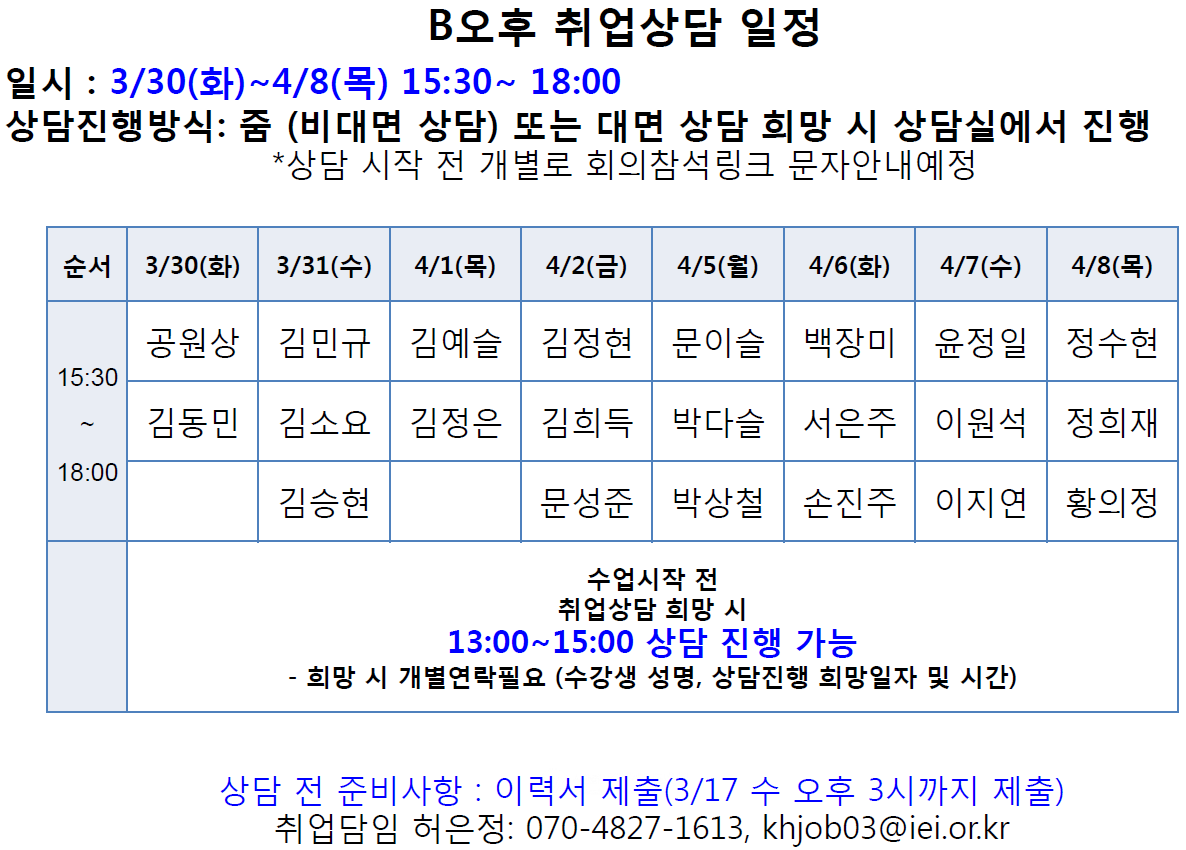 B오후 취업상담 일정
일시 : 3/30(화)~4/8(목) 15:30~ 18:00
상담진행방식: 줌 (비대면 상담) 또는 대면 상담 희망 시 상담실에서 진행
*상담 시작 전 개별로 회의참석링크 문자안내예정
순서 3/30(화) 3/31(수) 4/1(목) 4/2(금) 4/5(월) 4/6(화) 4/7(수) 4/8(목)
공원상 김민규 김예슬 김정현 문이슬 백장미 윤정일 정수현
15:30
~
18:00
김동민 김소요 김정은 김희득 박다슬 서은주 이원석 정희재
김승현 문성준 박상철 손진주 이지연 황의정
수업시작 전
취업상담 희망 시
13:00~15:00 상담 진행 가능
- 희망 시 개별연락필요 (수강생 성명, 상담진행 희망일자 및 시간)
상담 전 준비사항 : 이력서 제출(3/17 수 오후 3시까지 제출)
취업담임 허은정: 070-4827-1613, khjob03@iei.or.kr